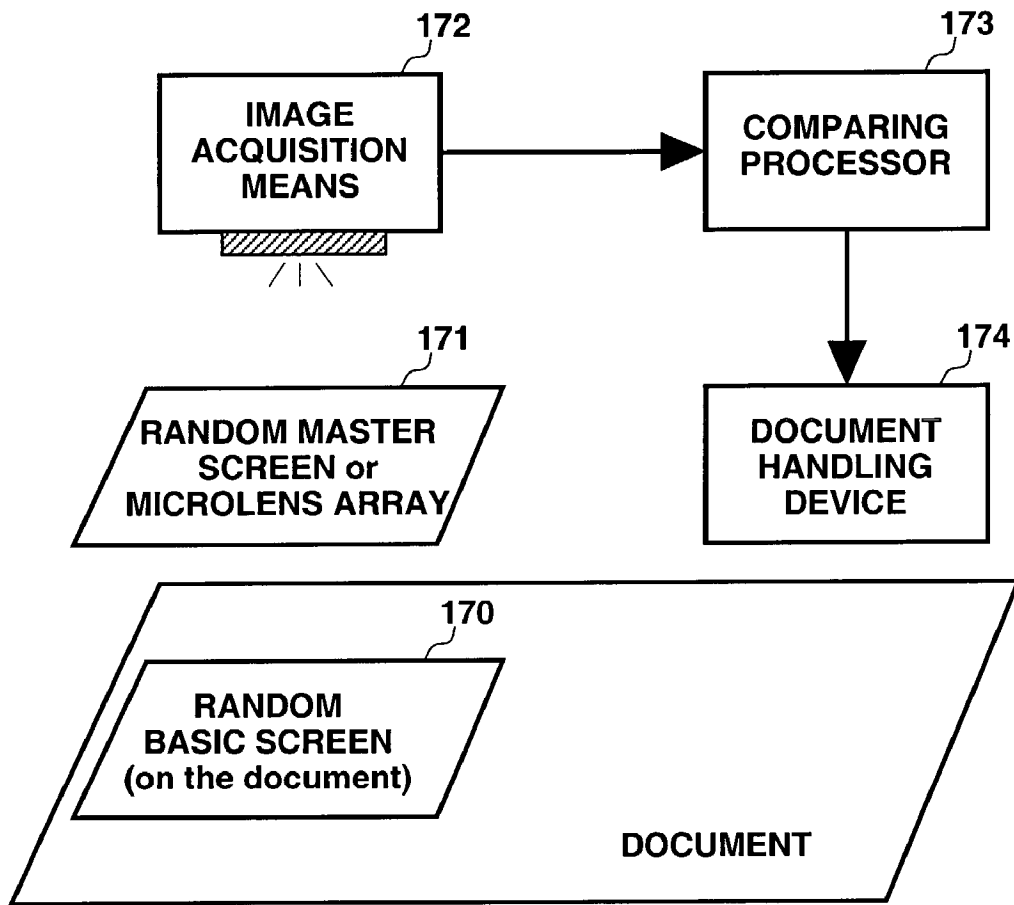 172
IMAGE
ACQUISITION
MEANS
173
COMPARING
PROCESSOR
171
RANDOM MASTER
SCREEN or
MICROLENS ARRAY
174
DOCUMENT
HANDLING
DEVICE
170
RANDOM
BASIC SCREEN
(on the document)
DOCUMENT